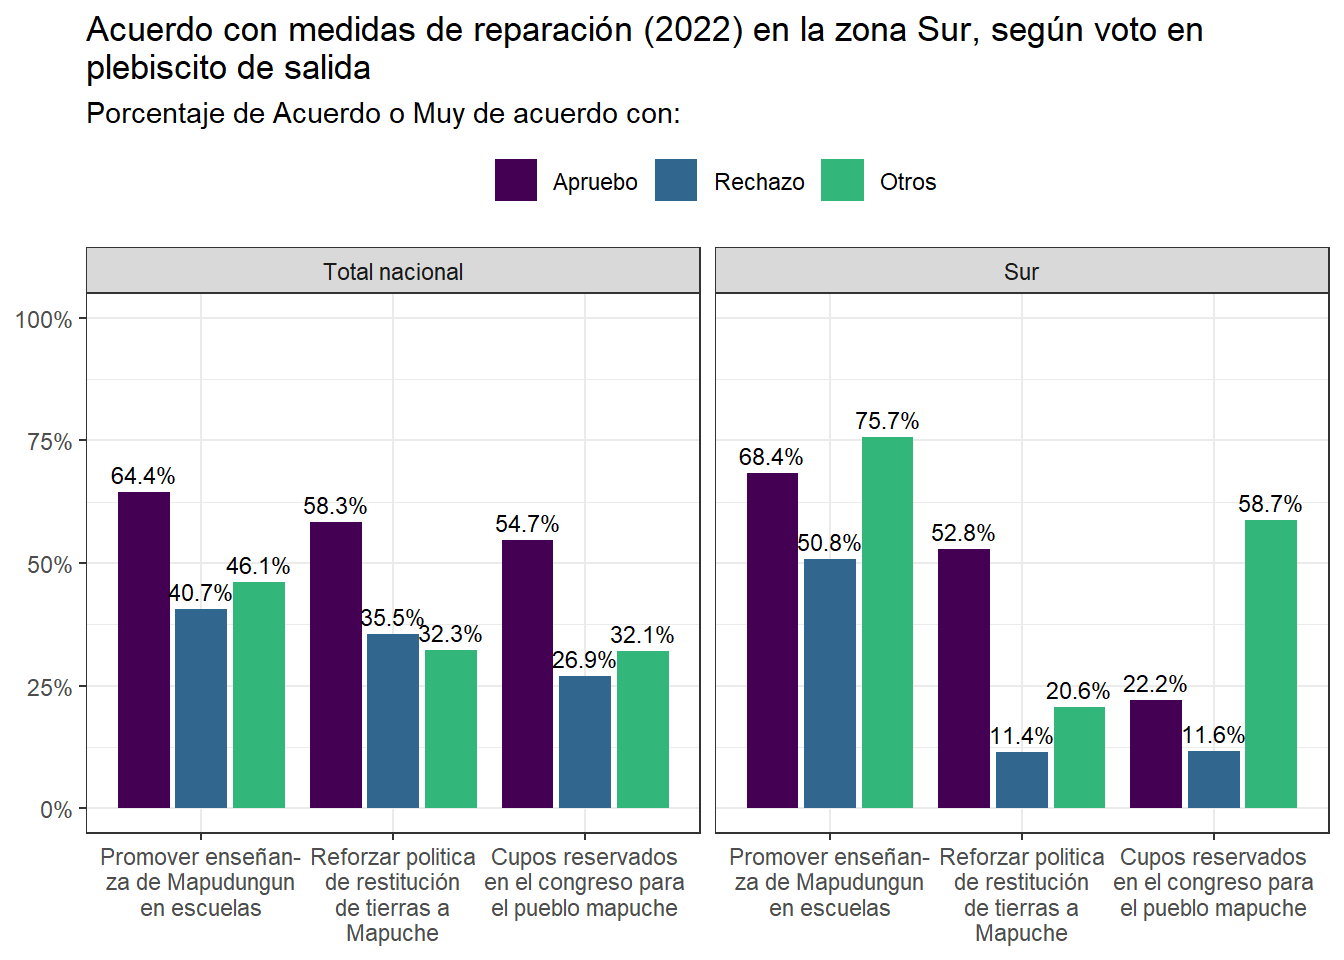 Acuerdo con medidas de reparación (2022) en la zona Sur, según voto en
plebiscito de salida
Porcentaje de Acuerdo o Muy de acuerdo con:
Apruebo Rechazo Otros
Total nacional
Sur
100%
75%
50%
25%
0%
64.4%
40.7%
46.1%
58.3%
35.5%
32.3%
54.7%
26.9%
32.1%
68.4%
50.8%
75.7%
52.8%
11.4%
20.6%
22.2%
11.6%
58.7%
Promover enseñan-
za de Mapudungun
en escuelas
Reforzar politica
de restitución
de tierras a
Mapuche
Cupos reservados
en el congreso para
el pueblo mapuche
Promover enseñan-
za de Mapudungun
en escuelas
Reforzar politica
de restitución
de tierras a
Mapuche
Cupos reservados
en el congreso para
el pueblo mapuche